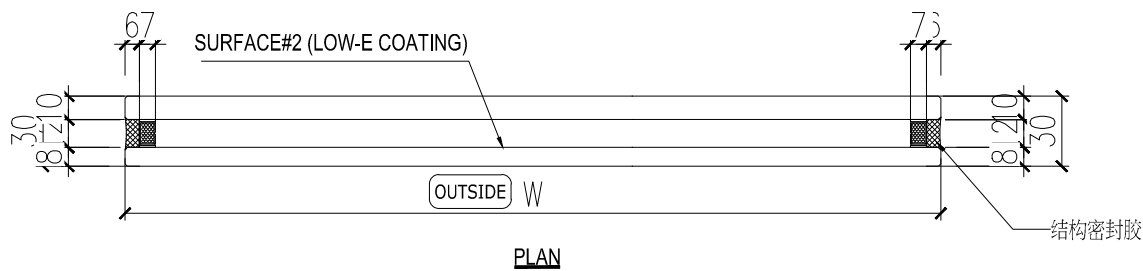 67
76
SURFACE#2 (LOW-E COATING)
10
12
8
30
10
12
8
30
OUTSIDE W
结构密封胶
PLAN